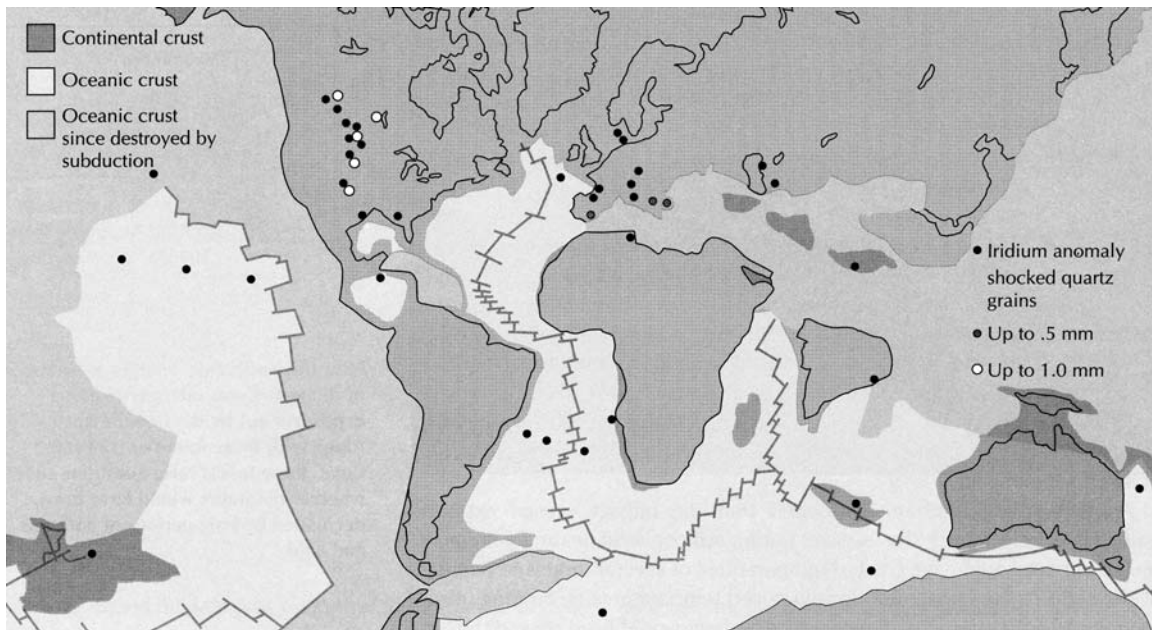 Continental crust
Oceanic crust
Oceanic crust
since destroyed by
subduction
Iridium anomaly
shocked quartz
grains
Up to .5 mm
Up to 1.0 mm